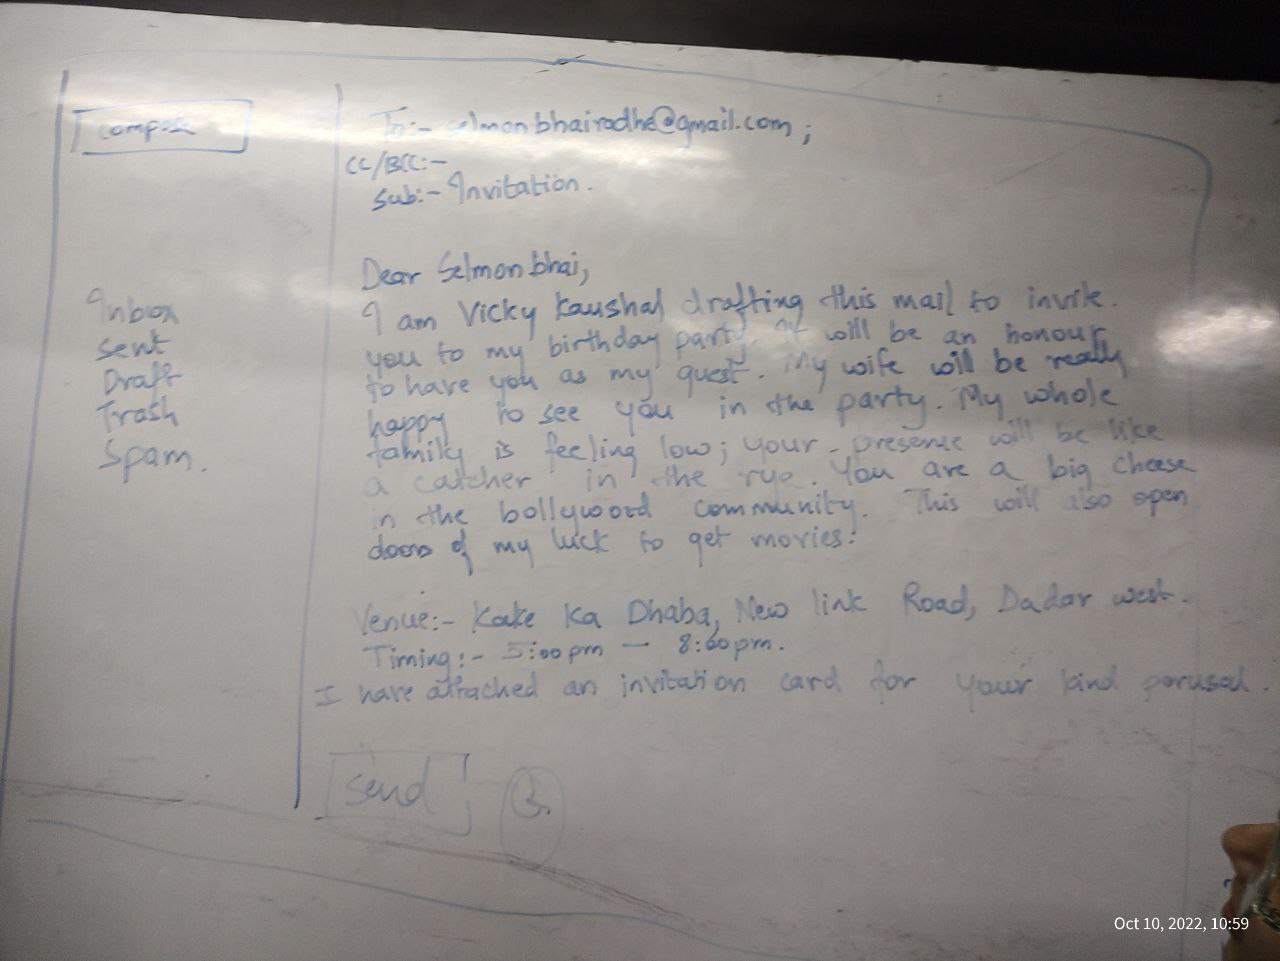 compose
To:- selmonbhairadhe@gmail.com;
CC/BCC:-
Sub:- Invitation.
Dear Selmon bhai,
I am Vicky Kaushal drafting this mail to invite
you to my birthday party. It will be an honour
to have you as my guest. My wife will be really
happy to see you in the party. My whole
family is feeling low; your presence will be like
a catcher in the rye. You are a big cheese
in the bollywood community. This will also open
doors of my luck to get movies.
Venue:- Kake Ka Dhaba, New link Road, Dadar west.
Timing:- 5:00pm - 8:00pm.
I have attached an invitation card for your kind perusal.
Inbox
sent
Draft
Trash
Spam.
Send
Oct 10, 2022, 10:59